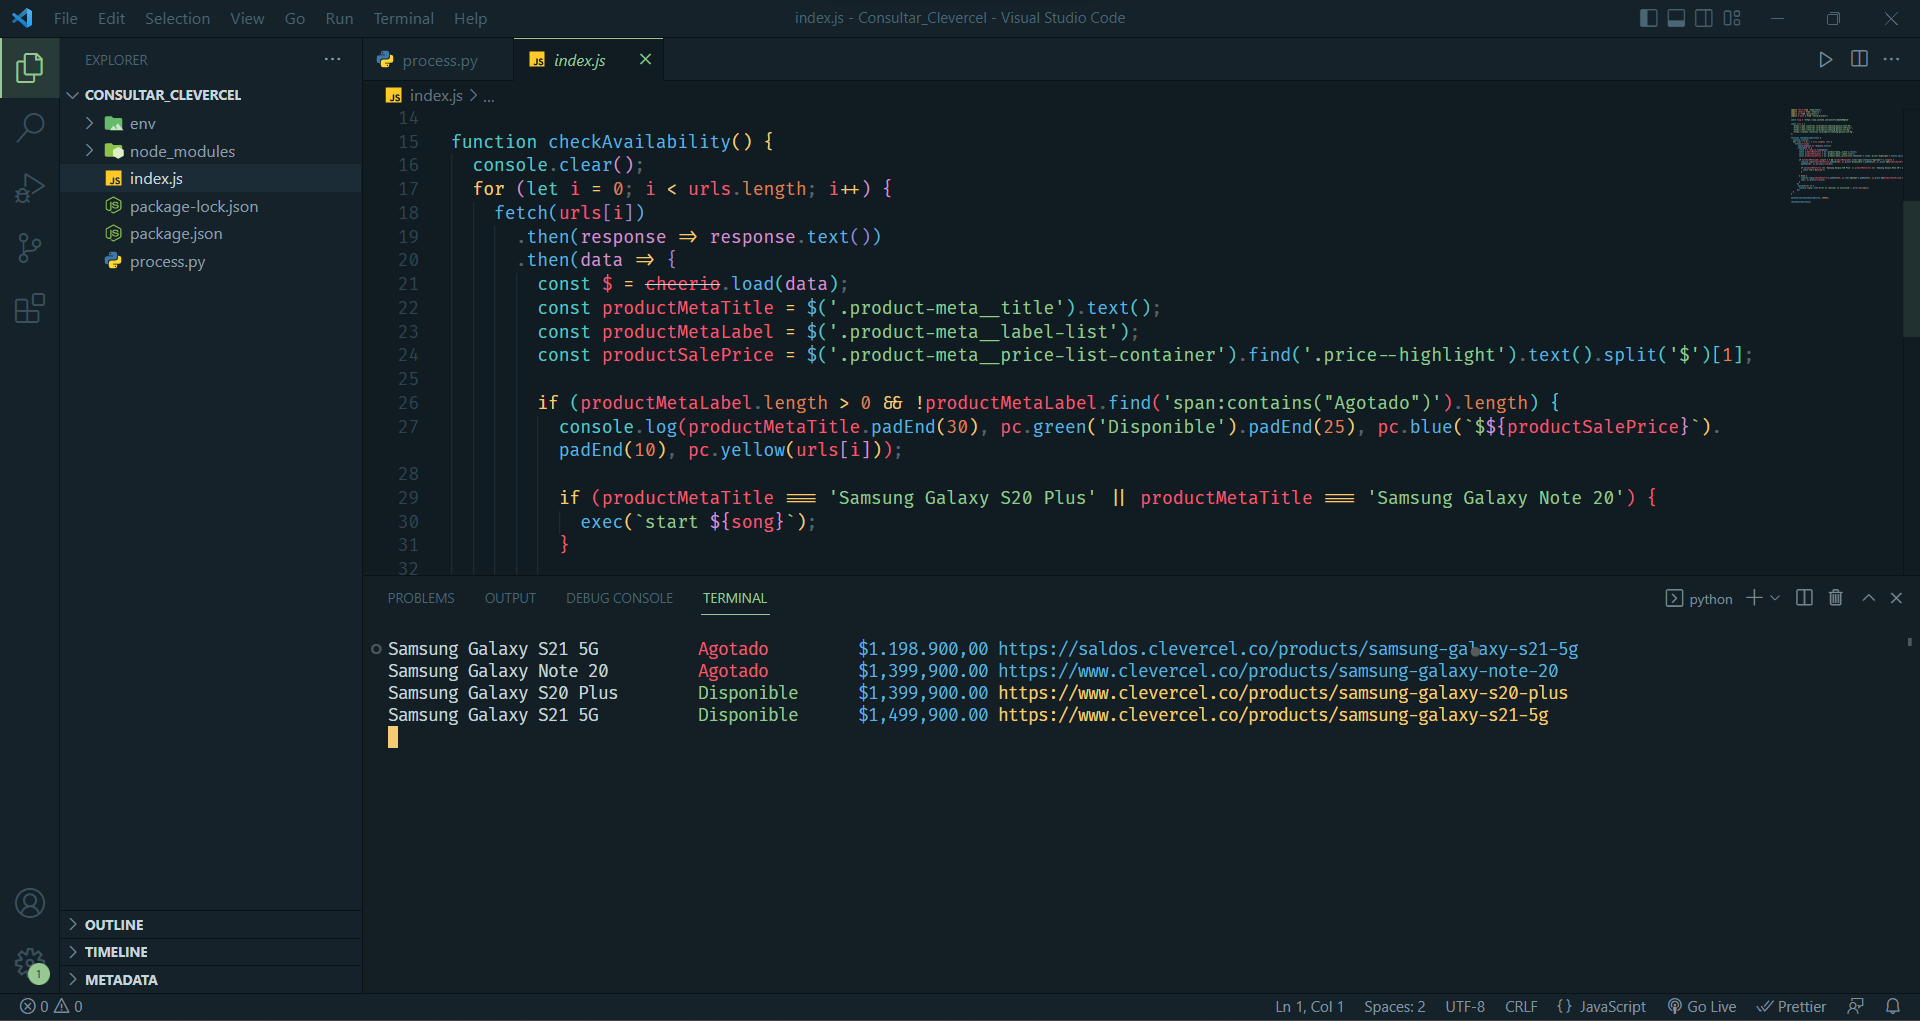 File Edit Selection View Go Run Terminal Help
index.js - Consultar_Clevercel - Visual Studio Code
EXPLORER
CONSULTAR_CLEVERCEL
env
node_modules
index.js
package-lock.json
package.json
process.py
OUTLINE
TIMELINE
METADATA
process.py index.js
index.js > ...
14
15 function checkAvailability() {
16 console.clear();
17 for (let i = 0; i < urls.length; i++) {
18 fetch(urls[i])
19 .then(response => response.text())
20 .then(data => {
21 const $ = cheerio.load(data);
22 const productMetaTitle = $('.product-meta__title').text();
23 const productMetaLabel = $('.product-meta__label-list');
24 const productSalePrice = $('.product-meta__price-list-container').find('.price--highlight').text().split('$')[1];
25
26 if (productMetaLabel.length > 0 && !productMetaLabel.find('span:contains("Agotado")').length) {
27 console.log(productMetaTitle.padEnd(30), pc.green('Disponible').padEnd(25), pc.blue(`$${productSalePrice}`).
padEnd(10), pc.yellow(urls[i]));
28
29 if (productMetaTitle === 'Samsung Galaxy S20 Plus' || productMetaTitle === 'Samsung Galaxy Note 20') {
30 exec(`start ${song}`);
31 }
32
PROBLEMS OUTPUT DEBUG CONSOLE TERMINAL
python
Samsung Galaxy S21 5G Agotado $1.198.900,00 https://saldos.clevercel.co/products/samsung-galaxy-s21-5g
Samsung Galaxy Note 20 Agotado $1,399,900.00 https://www.clevercel.co/products/samsung-galaxy-note-20
Samsung Galaxy S20 Plus Disponible $1,399,900.00 https://www.clevercel.co/products/samsung-galaxy-s20-plus
Samsung Galaxy S21 5G Disponible $1,499,900.00 https://www.clevercel.co/products/samsung-galaxy-s21-5g
1
0 0
Ln 1, Col 1 Spaces: 2 UTF-8 CRLF {} JavaScript Go Live Prettier